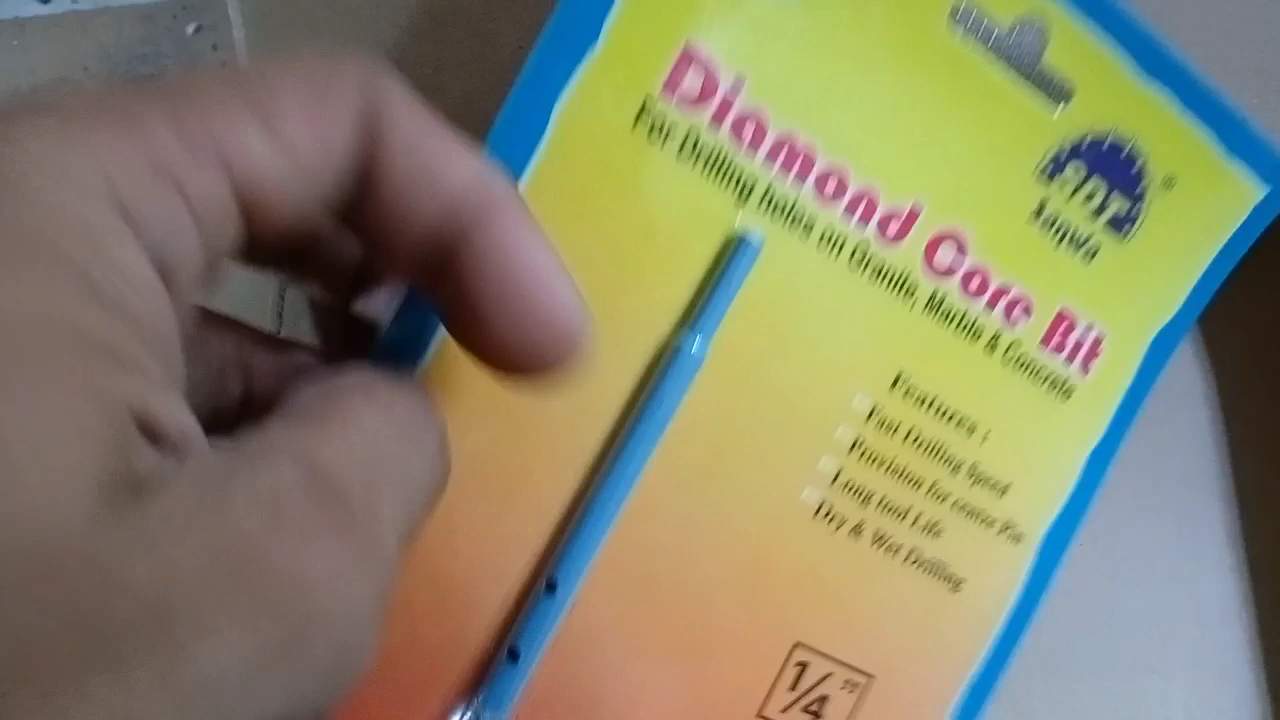 Diamond Core Bit
For Drilling holes on Granite, Marble & Concrete
Features :
Fast Drilling Speed
Provision for centre Pin
Long tool Life
Dry & Wet Drilling
1/4"